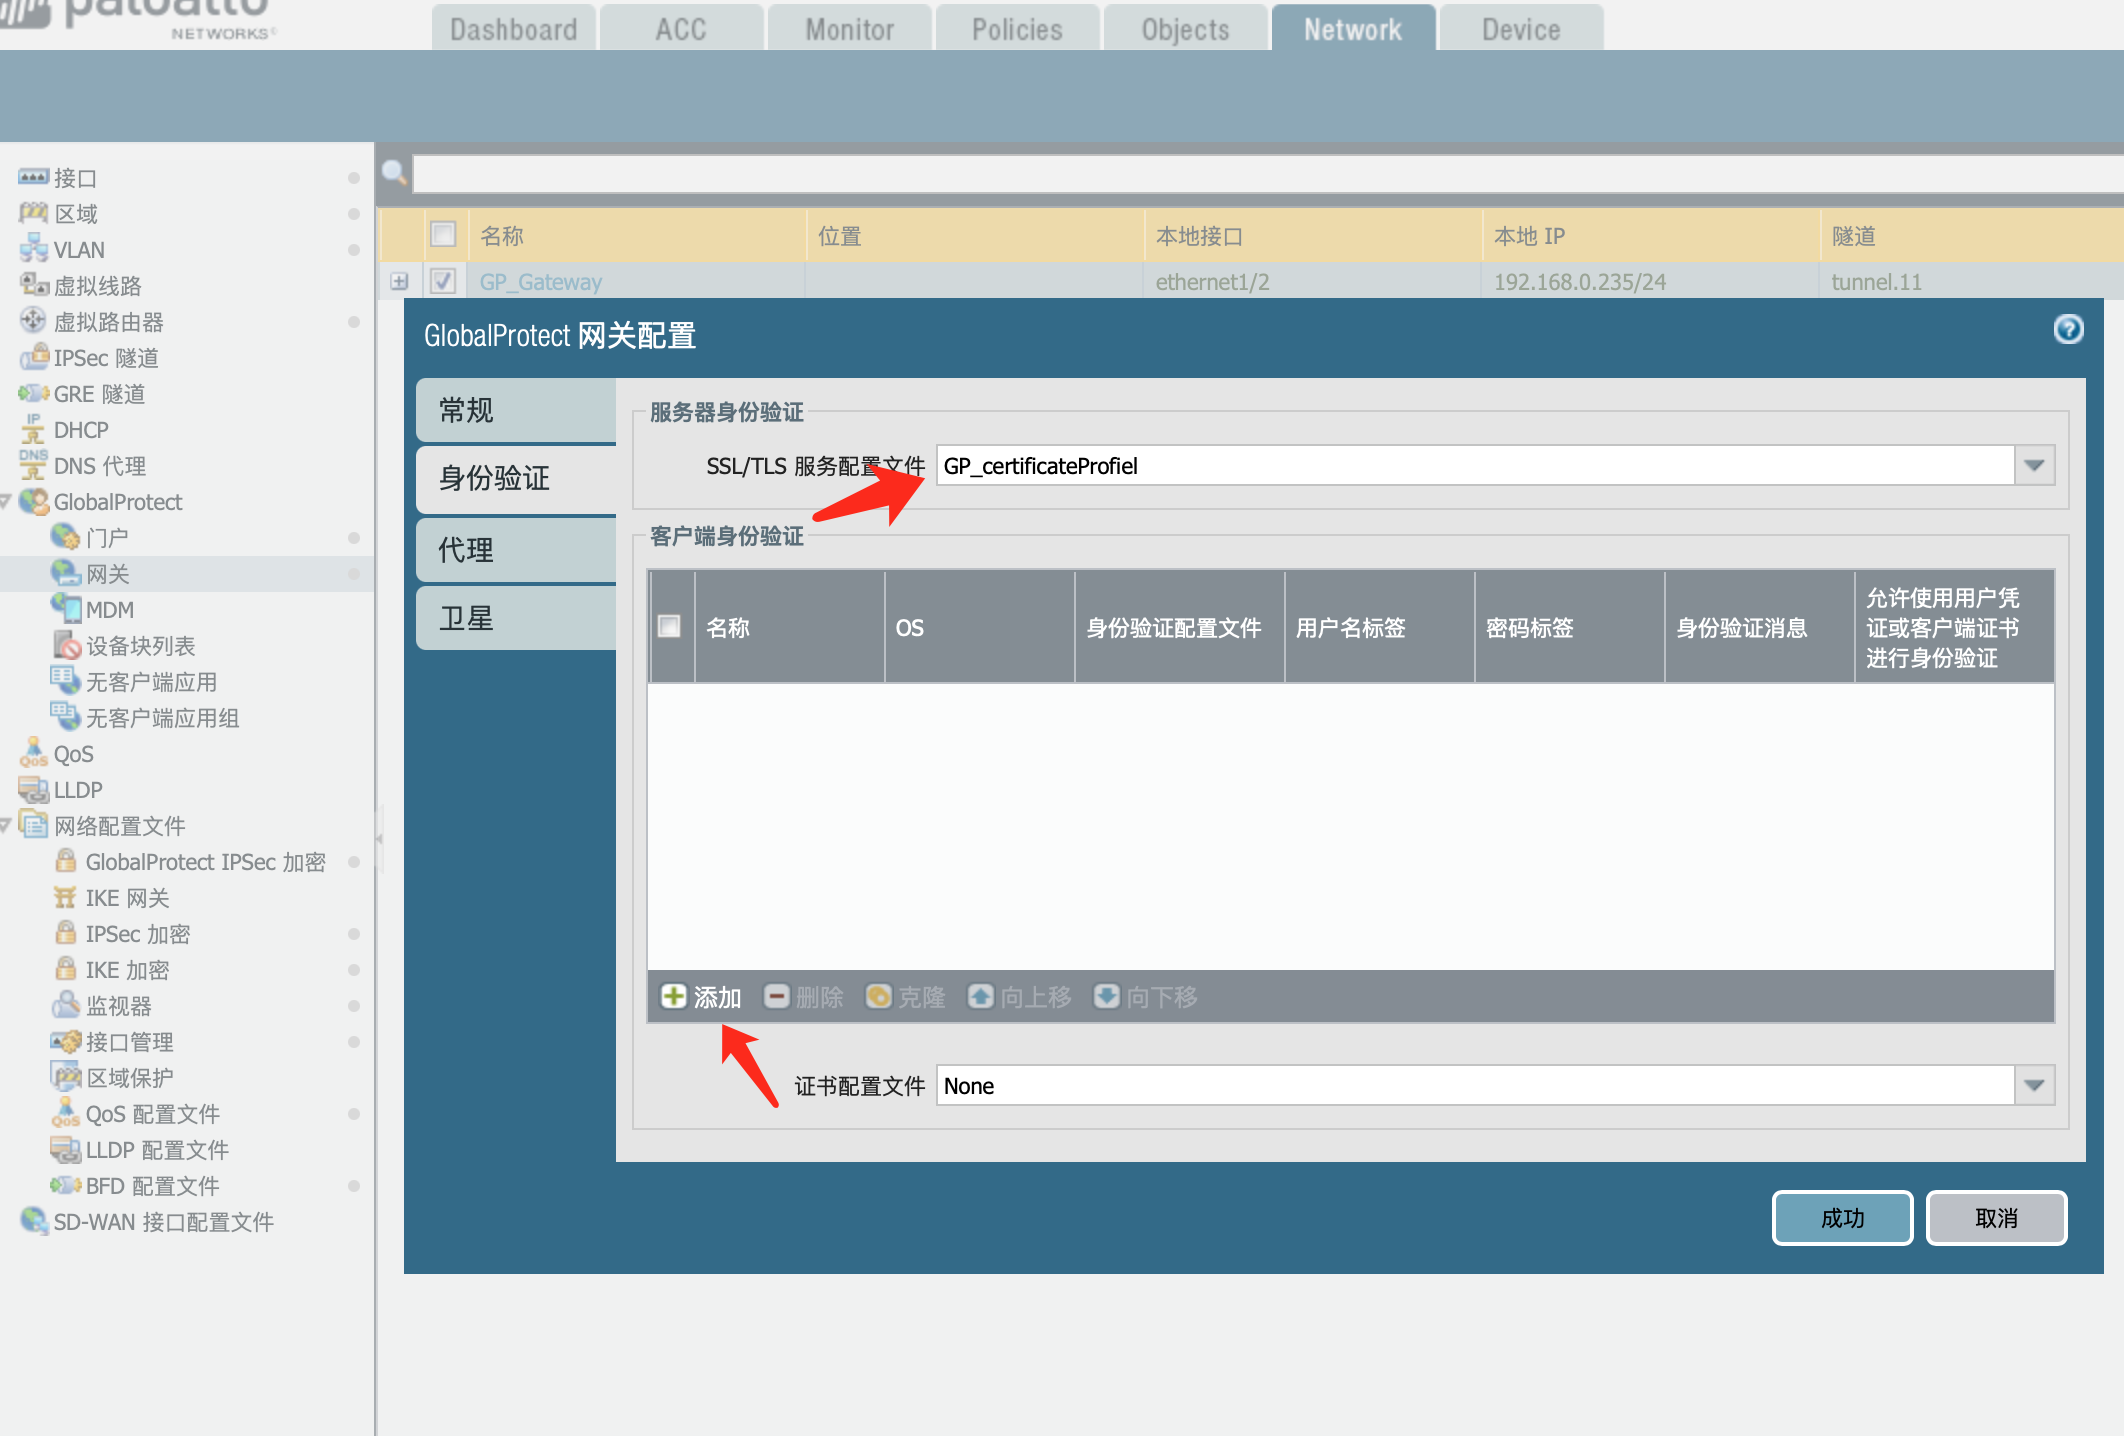 paloalto
NETWORKS
Dashboard ACC Monitor Policies Objects Network Device
接口
区域
VLAN
虚拟线路
虚拟路由器
IPSec 隧道
GRE 隧道
IP
DHCP
DNS
DNS 代理
GlobalProtect
门户
网关
MDM
设备块列表
无客户端应用
无客户端应用组
QoS
QoS
LLDP
网络配置文件
GlobalProtect IPSec 加密
IKE 网关
IPSec 加密
IKE 加密
监视器
接口管理
区域保护
QoS
QoS 配置文件
LLDP 配置文件
BFD 配置文件
SD-WAN 接口配置文件
名称 位置 本地接口 本地 IP 隧道
GP_Gateway ethernet1/2 192.168.0.235/24 tunnel.11
GlobalProtect 网关配置
常规
身份验证
代理
卫星
服务器身份验证
SSL/TLS 服务配置文件 GP_certificateProfiel
客户端身份验证
名称 OS 身份验证配置文件 用户名标签 密码标签 身份验证消息 允许使用用户凭
证或客户端证书
进行身份验证
添加 删除 克隆 向上移 向下移
证书配置文件 None
成功 取消